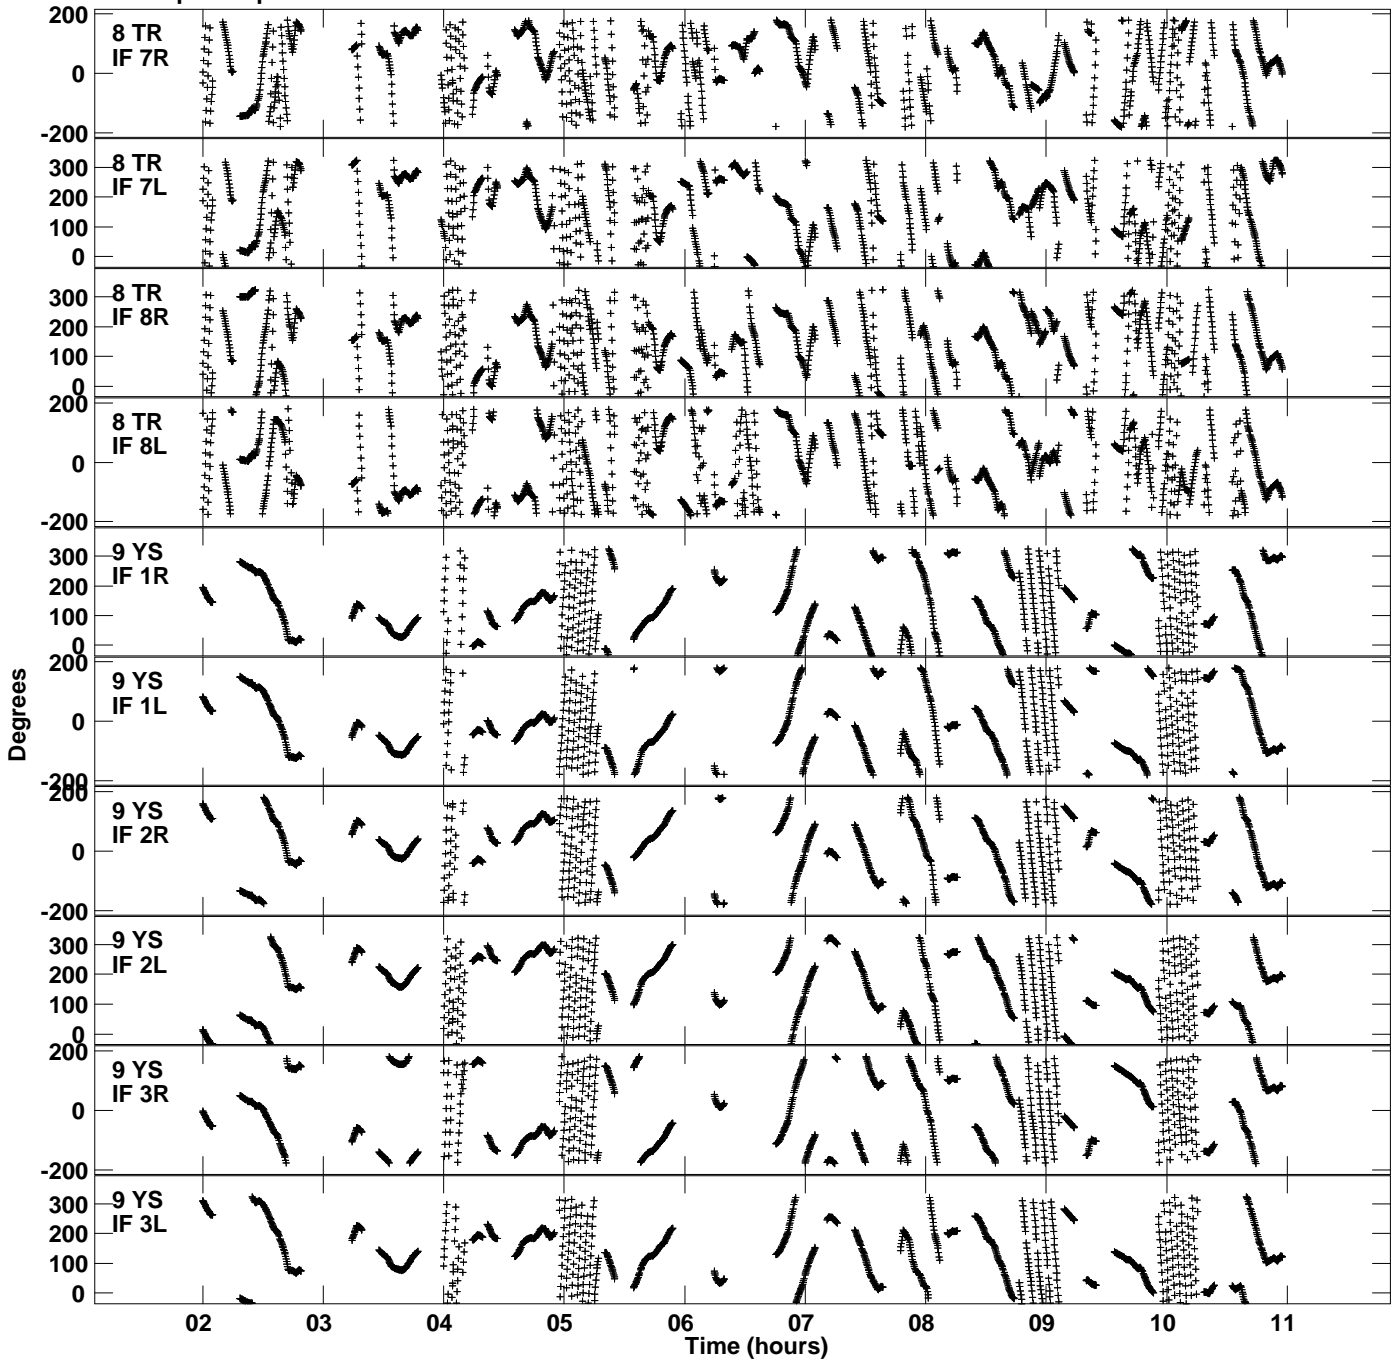 200
0
-200
8 TR
IF 7R
300
200
100
0
8 TR
IF 7L
300
200
100
0
8 TR
IF 8R
200
0
-200
8 TR
IF 8L
300
200
100
0
9 YS
IF 1R
200
0
-200
9 YS
IF 1L
200
0
-200
9 YS
IF 2R
300
200
100
0
9 YS
IF 2L
200
0
-200
9 YS
IF 3R
300
200
100
0
9 YS
IF 3L
Degrees
02 03 04 05 06 07 08 09 10 11
Time (hours)